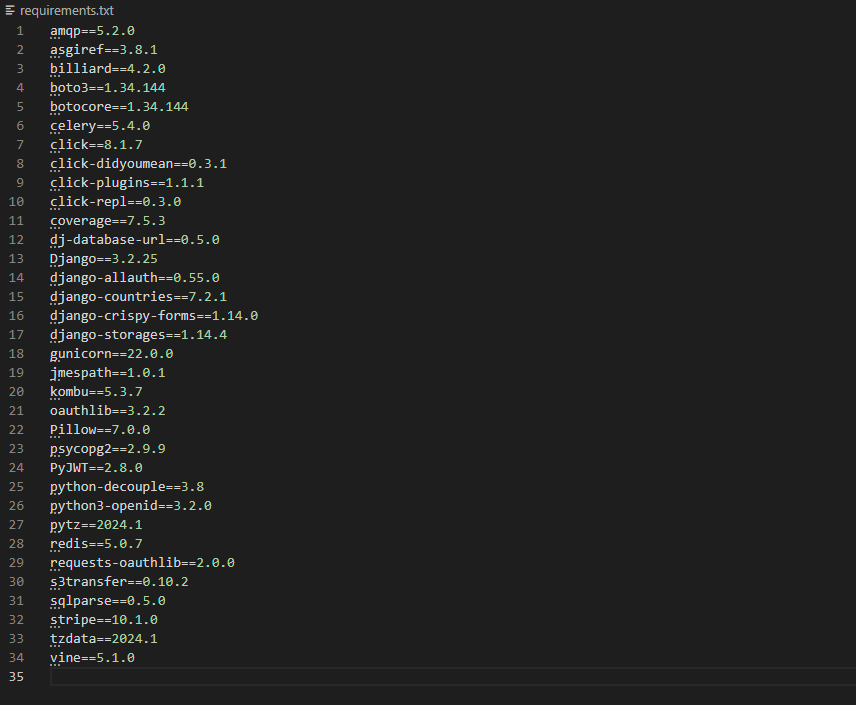 requirements.txt
1 amqp==5.2.0
2 asgiref==3.8.1
3 billiard==4.2.0
4 boto3==1.34.144
5 botocore==1.34.144
6 celery==5.4.0
7 click==8.1.7
8 click-didyoumean==0.3.1
9 click-plugins==1.1.1
10 click-repl==0.3.0
11 coverage==7.5.3
12 dj-database-url==0.5.0
13 Django==3.2.25
14 django-allauth==0.55.0
15 django-countries==7.2.1
16 django-crispy-forms==1.14.0
17 django-storages==1.14.4
18 gunicorn==22.0.0
19 jmespath==1.0.1
20 kombu==5.3.7
21 oauthlib==3.2.2
22 Pillow==7.0.0
23 psycopg2==2.9.9
24 PyJWT==2.8.0
25 python-decouple==3.8
26 python3-openid==3.2.0
27 pytz==2024.1
28 redis==5.0.7
29 requests-oauthlib==2.0.0
30 s3transfer==0.10.2
31 sqlparse==0.5.0
32 stripe==10.1.0
33 tzdata==2024.1
34 vine==5.1.0
35